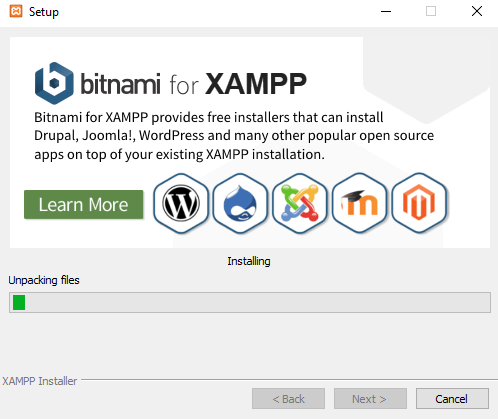 Setup
bitnami for XAMPP
Bitnami for XAMPP provides free installers that can install
Drupal, Joomla!, WordPress and many other popular open source
apps on top of your existing XAMPP installation.
Learn More
Installing
Unpacking files
XAMPP Installer
< Back
Next >
Cancel